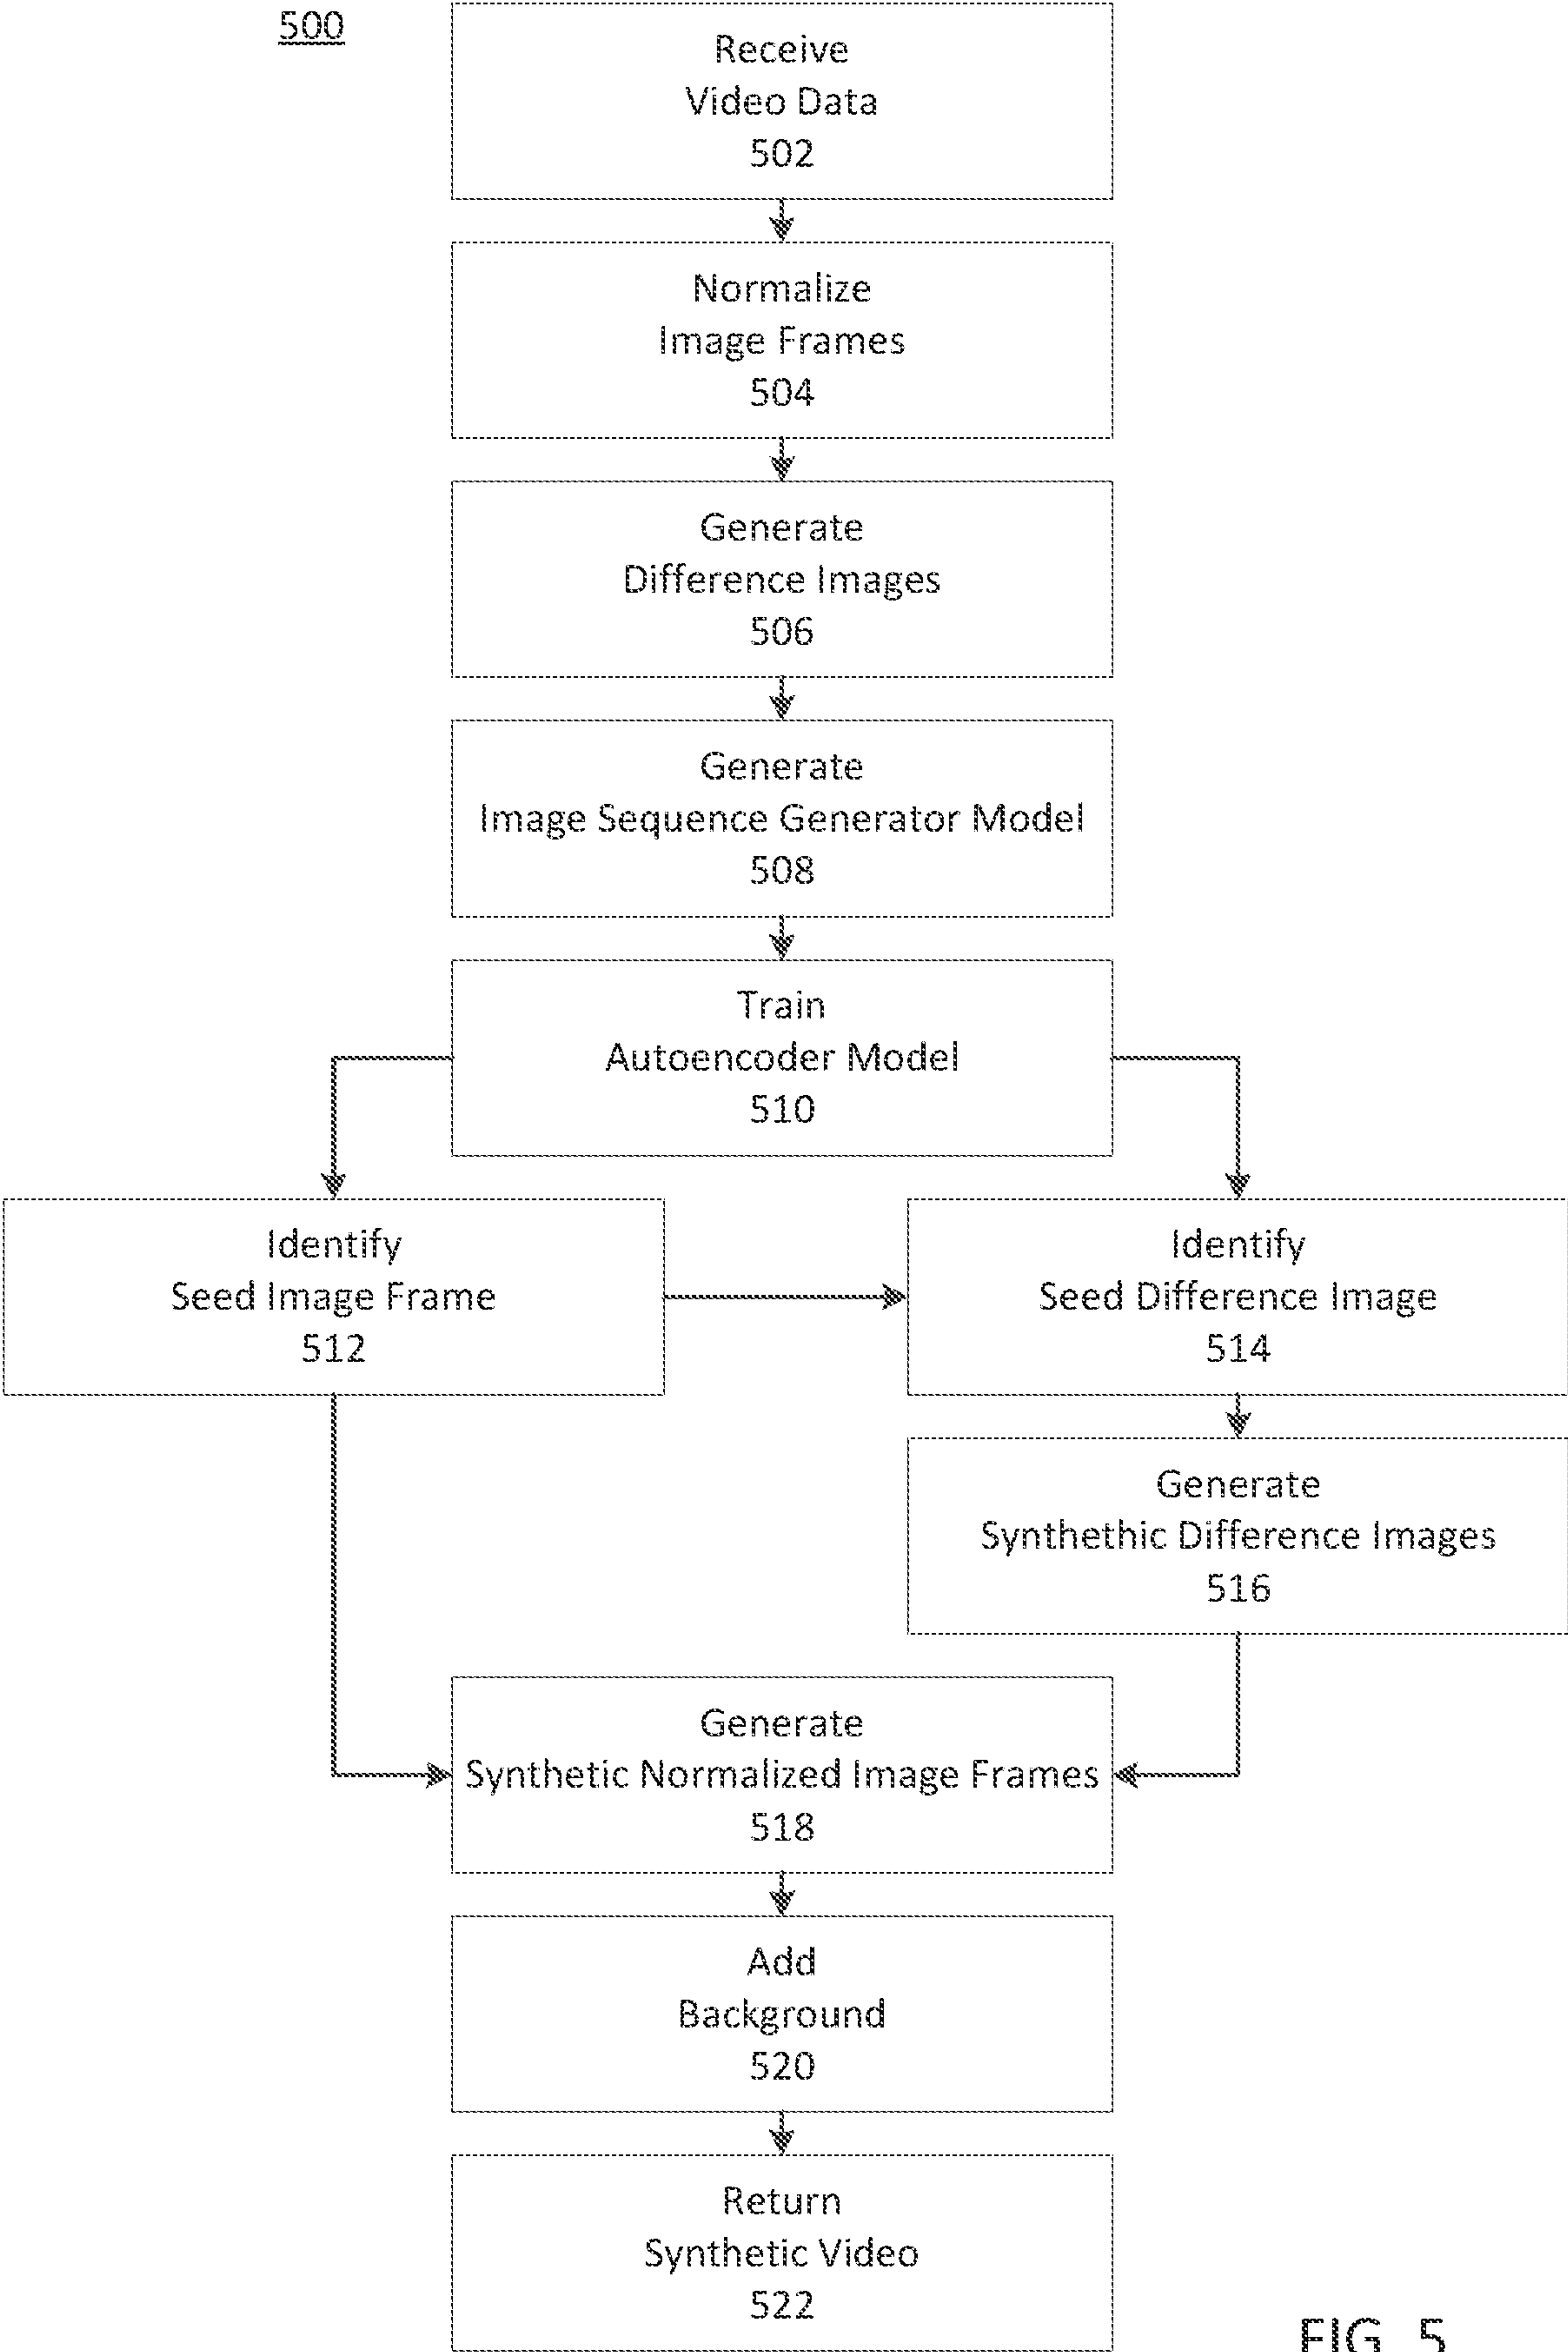 500
Receive
Video Data
502
Normalize
Image Frames
504
Generate
Difference Images
506
Generate
Image Sequence Generator Model
508
Train
Autoencoder Model
510
Identify
Seed Image Frame
512
Identify
Seed Difference Image
514
Generate
Synthethic Difference Images
516
Generate
Synthetic Normalized Image Frames
518
Add
Background
520
Return
Synthetic Video
522
FIG. 5